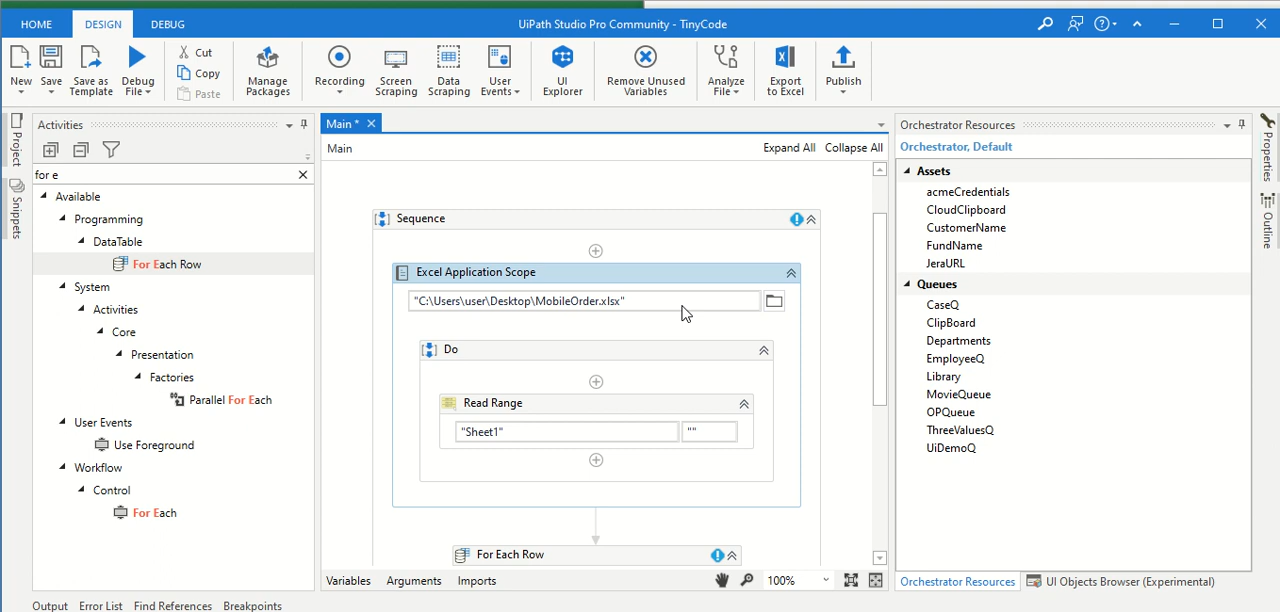 HOME DESIGN DEBUG UiPath Studio Pro Community - TinyCode
New Save Save as Template Debug File Cut Copy Paste Manage Packages Recording Screen Scraping Data Scraping User Events UI Explorer Remove Unused Variables Analyze File Export to Excel Publish
Project
Snippets
Activities
for e
Available
Programming
DataTable
For Each Row
System
Activities
Core
Presentation
Factories
Parallel For Each
User Events
Use Foreground
Workflow
Control
For Each
Main *
Main Expand All Collapse All
Sequence
Excel Application Scope
"C:\Users\user\Desktop\MobileOrder.xlsx"
Do
Read Range
"Sheet1" ""
For Each Row
Variables Arguments Imports 100%
Orchestrator Resources
Orchestrator, Default
Assets
acmeCredentials
CloudClipboard
CustomerName
FundName
JeraURL
Queues
CaseQ
ClipBoard
Departments
EmployeeQ
Library
MovieQueue
OPQueue
ThreeValuesQ
UiDemoQ
Orchestrator Resources UI Objects Browser (Experimental)
Properties
Outline
Output Error List Find References Breakpoints